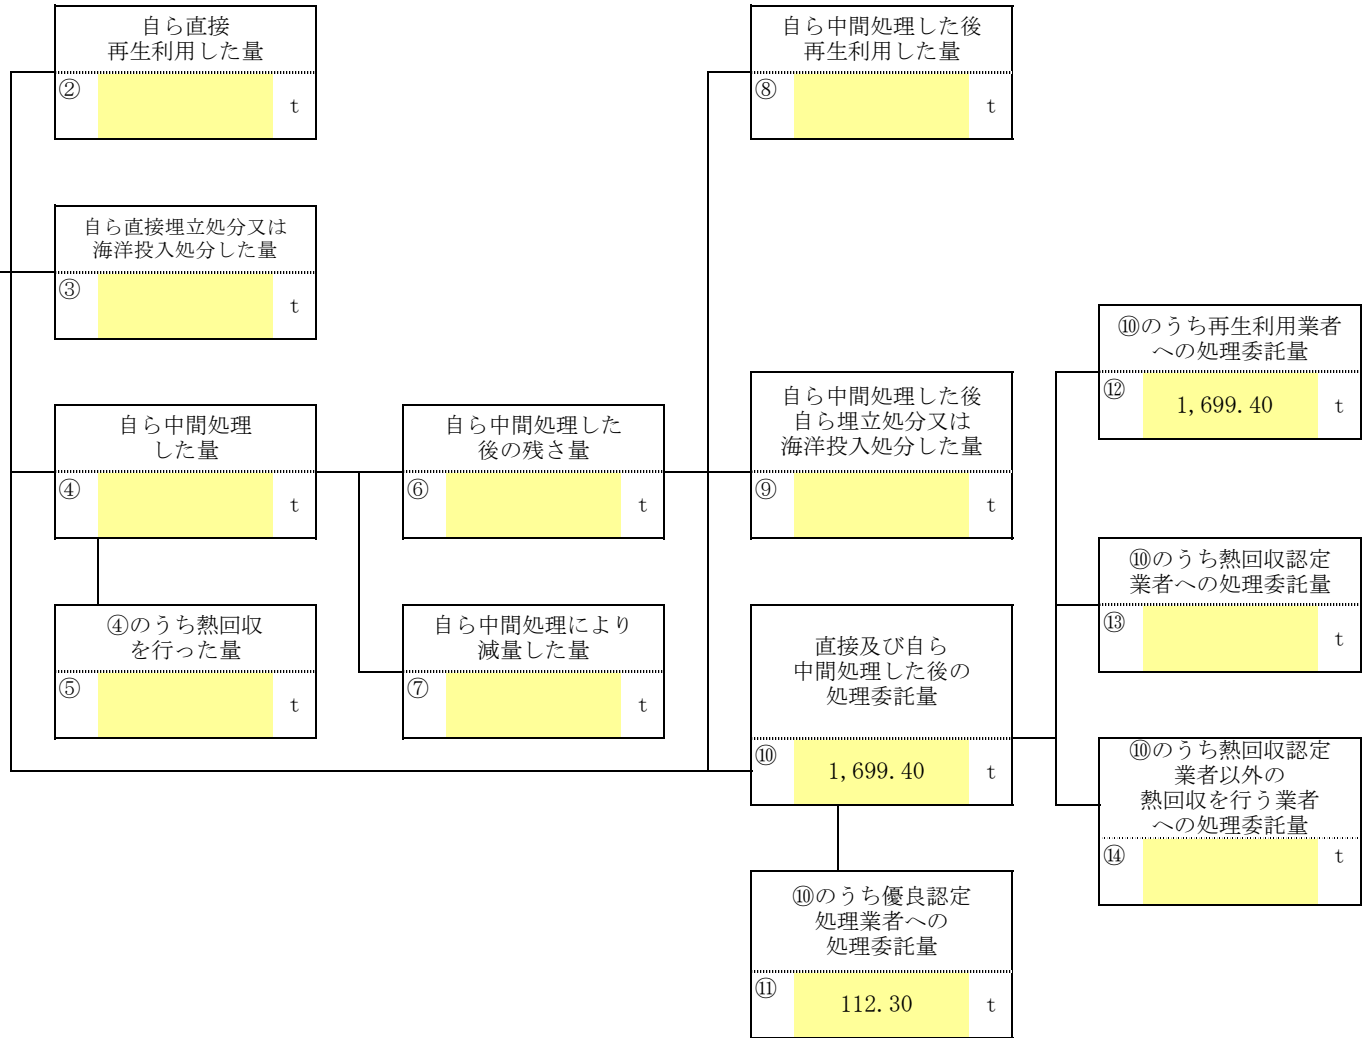 自ら直接
再生利用した量
②
t
自ら中間処理した後
再生利用した量
⑧
t
自ら直接埋立処分又は
海洋投入処分した量
③
t
⑩のうち再生利用業者
への処理委託量
⑫
1,699.40
t
自ら中間処理
した量
④
t
自ら中間処理した
後の残さ量
⑥
t
自ら中間処理した後
自ら埋立処分又は
海洋投入処分した量
⑨
t
⑩のうち熱回収認定
業者への処理委託量
⑬
t
④のうち熱回収
を行った量
⑤
t
自ら中間処理により
減量した量
⑦
t
直接及び自ら
中間処理した後の
処理委託量
⑩
1,699.40
t
⑩のうち熱回収認定
業者以外の
熱回収を行う業者
への処理委託量
⑭
t
⑩のうち優良認定
処理業者への
処理委託量
⑪
112.30
t